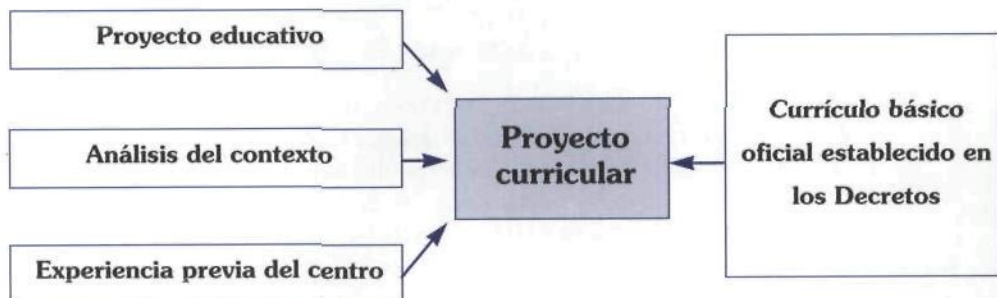 Proyecto educativo
Análisis del contexto
Experiencia previa del centro
Proyecto
curricular
Currículo básico
oficial establecido en
los Decretos